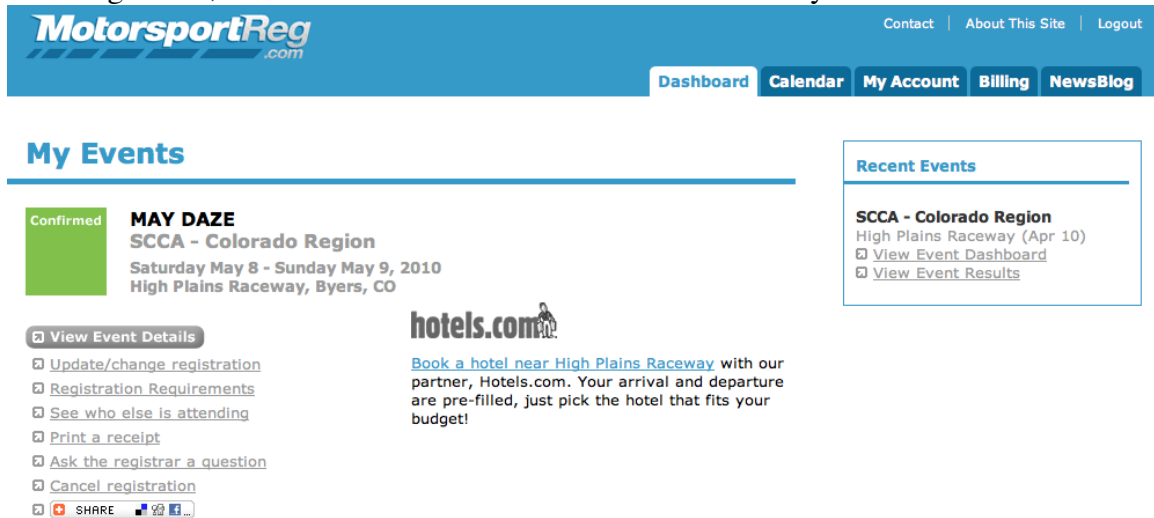 MotorsportReg
.com
Contact | About This Site | Logout
Dashboard Calendar My Account Billing NewsBlog
My Events
Confirmed
MAY DAZE
SCCA - Colorado Region
Saturday May 8 - Sunday May 9, 2010
High Plains Raceway, Byers, CO
View Event Details
Update/change registration
Registration Requirements
See who else is attending
Print a receipt
Ask the registrar a question
Cancel registration
SHARE
hotels.com
Book a hotel near High Plains Raceway with our
partner, Hotels.com. Your arrival and departure
are pre-filled, just pick the hotel that fits your
budget!
Recent Events
SCCA - Colorado Region
High Plains Raceway (Apr 10)
View Event Dashboard
View Event Results